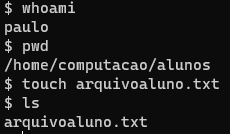 $ whoami
paulo
$ pwd
/home/computacao/alunos
$ touch arquivoaluno.txt
$ ls
arquivoaluno.txt